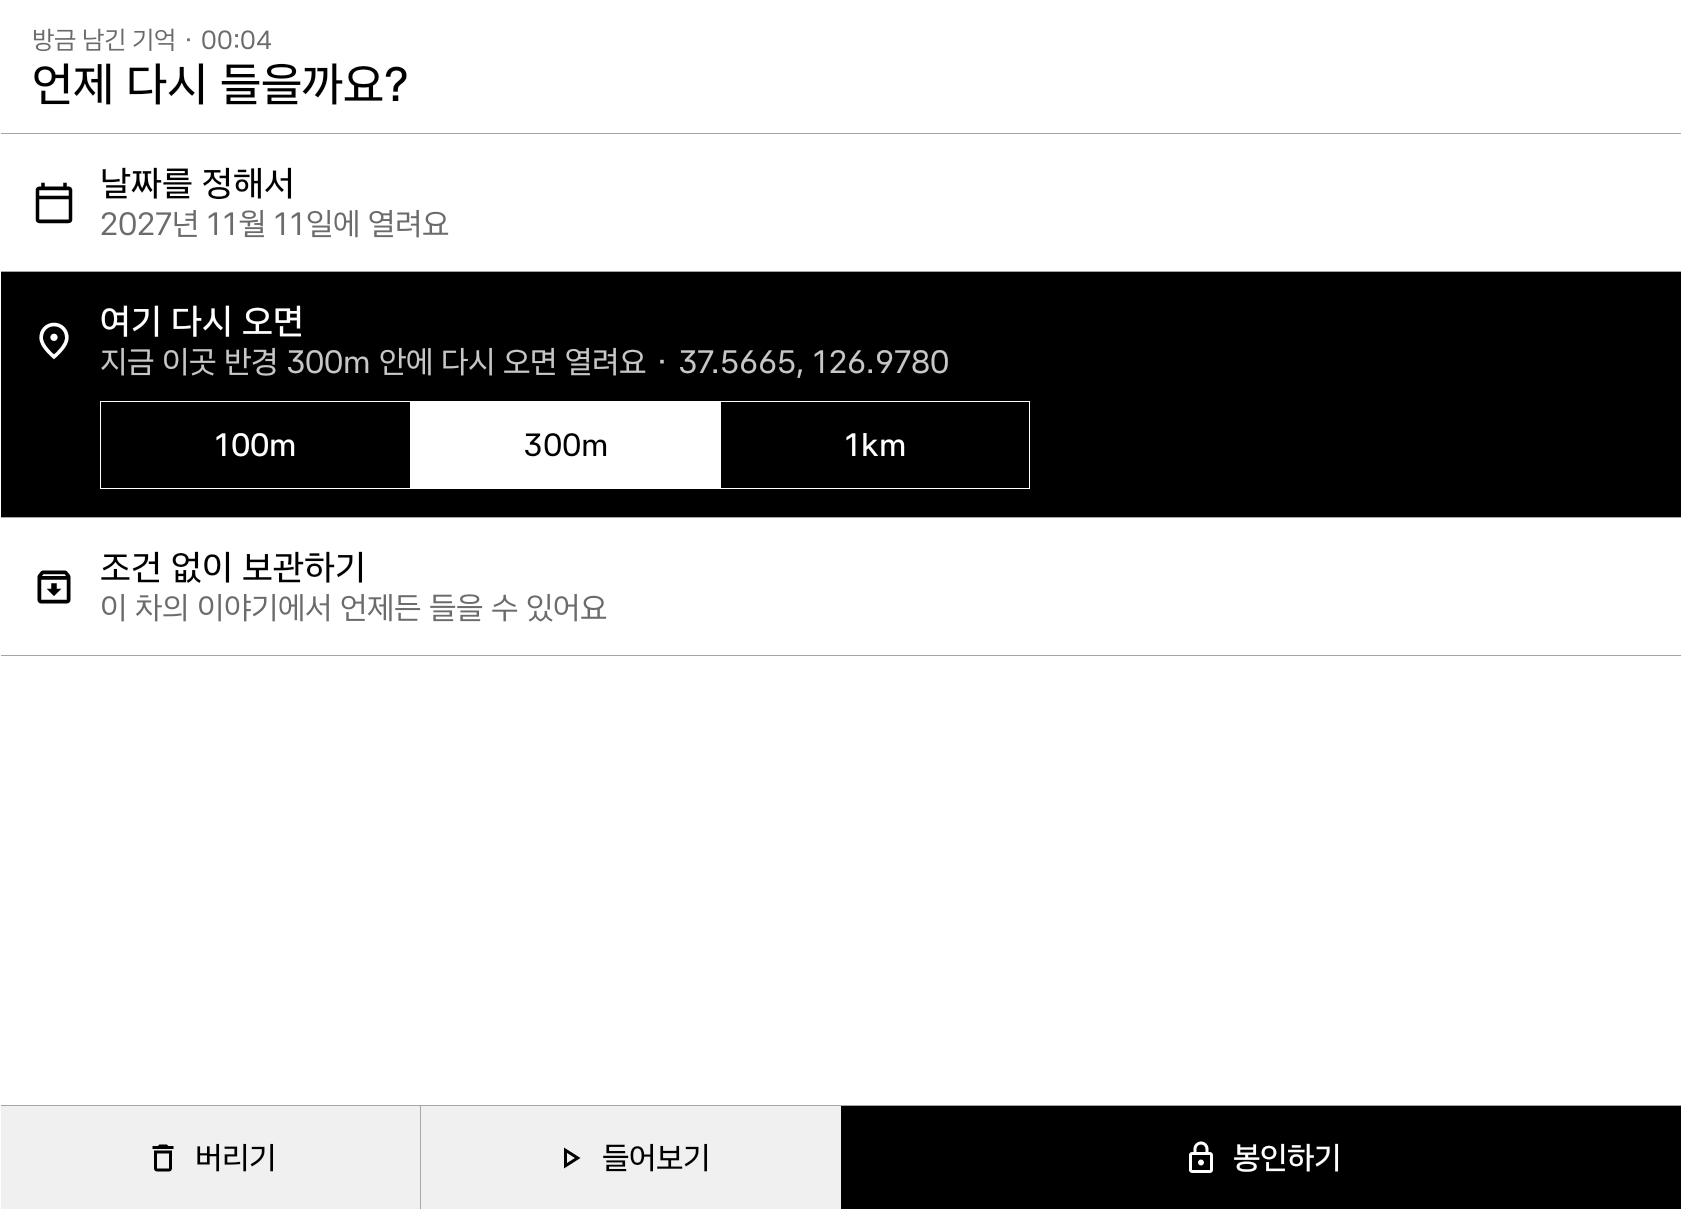 방금 남긴 기억 · 00:04
언제 다시 들을까요?
날짜를 정해서
2027년 11월 11일에 열려요
여기 다시 오면
지금 이곳 반경 300m 안에 다시 오면 열려요 · 37.5665, 126.9780
100m
300m
1km
조건 없이 보관하기
이 차의 이야기에서 언제든 들을 수 있어요
버리기
들어보기
봉인하기